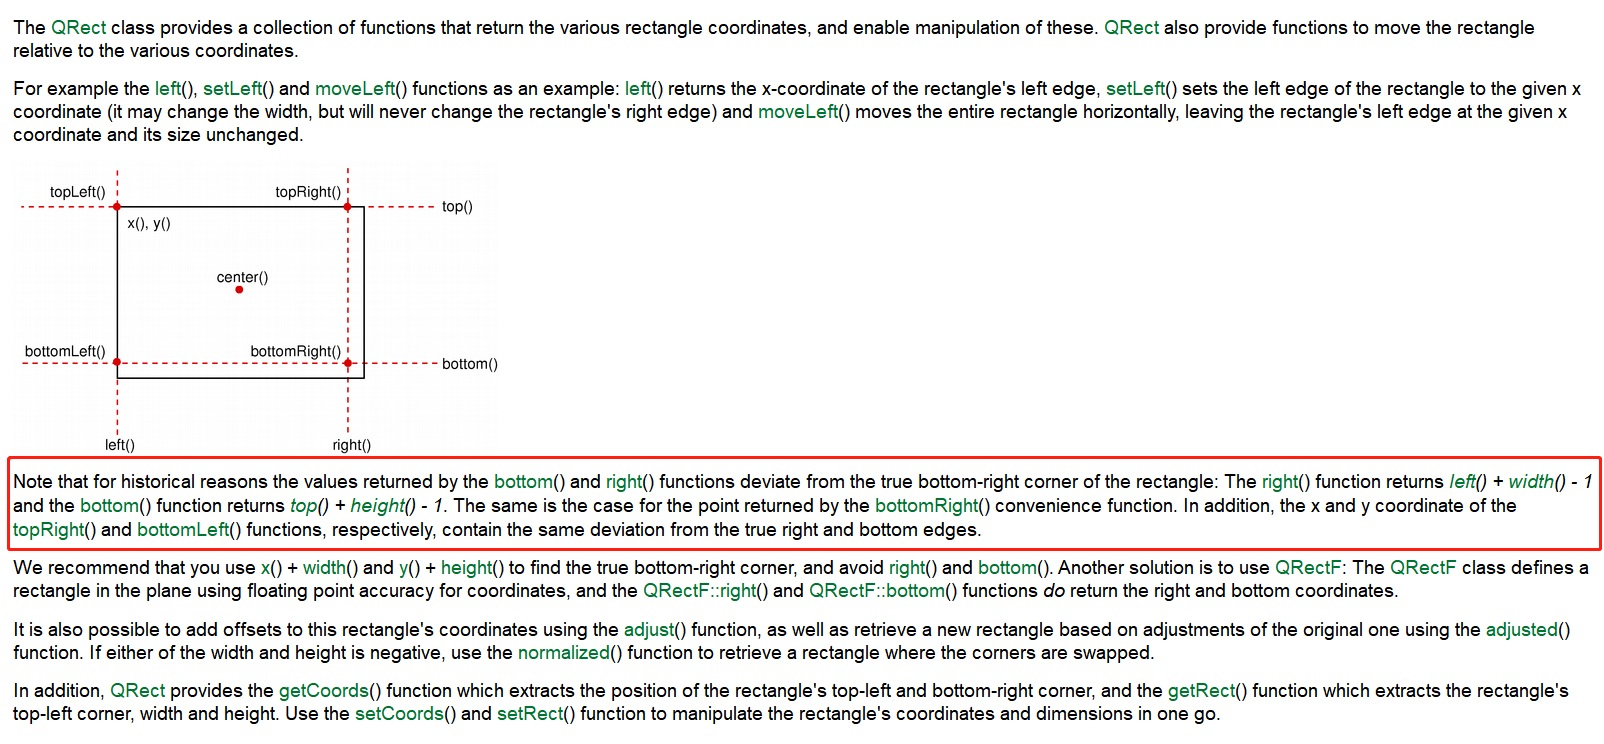 The QRect class provides a collection of functions that return the various rectangle coordinates, and enable manipulation of these. QRect also provide functions to move the rectangle
relative to the various coordinates.
For example the left(), setLeft() and moveLeft() functions as an example: left() returns the x-coordinate of the rectangle's left edge, setLeft() sets the left edge of the rectangle to the given x
coordinate (it may change the width, but will never change the rectangle's right edge) and moveLeft() moves the entire rectangle horizontally, leaving the rectangle's left edge at the given x
coordinate and its size unchanged.
topLeft()
topRight()
top()
x(), y()
center()
bottomLeft()
bottomRight()
bottom()
left()
right()
Note that for historical reasons the values returned by the bottom() and right() functions deviate from the true bottom-right corner of the rectangle: The right() function returns left() + width() - 1
and the bottom() function returns top() + height() - 1. The same is the case for the point returned by the bottomRight() convenience function. In addition, the x and y coordinate of the
topRight() and bottomLeft() functions, respectively, contain the same deviation from the true right and bottom edges.
We recommend that you use x() + width() and y() + height() to find the true bottom-right corner, and avoid right() and bottom(). Another solution is to use QRectF: The QRectF class defines a
rectangle in the plane using floating point accuracy for coordinates, and the QRectF::right() and QRectF::bottom() functions do return the right and bottom coordinates.
It is also possible to add offsets to this rectangle's coordinates using the adjust() function, as well as retrieve a new rectangle based on adjustments of the original one using the adjusted()
function. If either of the width and height is negative, use the normalized() function to retrieve a rectangle where the corners are swapped.
In addition, QRect provides the getCoords() function which extracts the position of the rectangle's top-left and bottom-right corner, and the getRect() function which extracts the rectangle's
top-left corner, width and height. Use the setCoords() and setRect() function to manipulate the rectangle's coordinates and dimensions in one go.